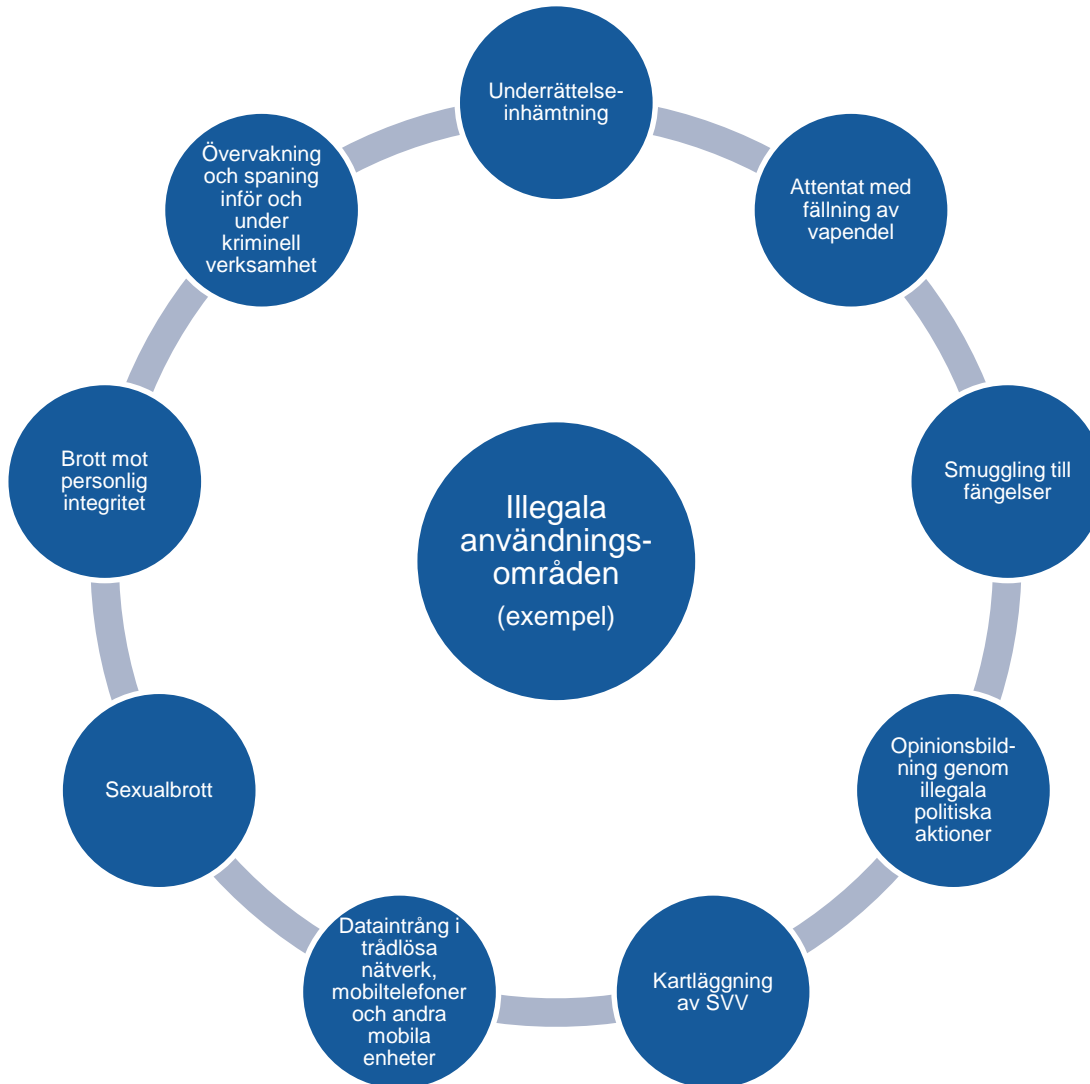 Illegala
användnings-
områden
(exempel)
Underrättelse-
inhämtning
Attentat med
fällning av
vapendel
Smuggling till
fängelser
Opinionsbild-
ning genom
illegala
politiska
aktioner
Kartläggning
av SVV
Dataintrång i
trådlösa
nätverk,
mobiltelefoner
och andra
mobila
enheter
Sexualbrott
Brott mot
personlig
integritet
Övervakning
och spaning
inför och
under
kriminell
verksamhet